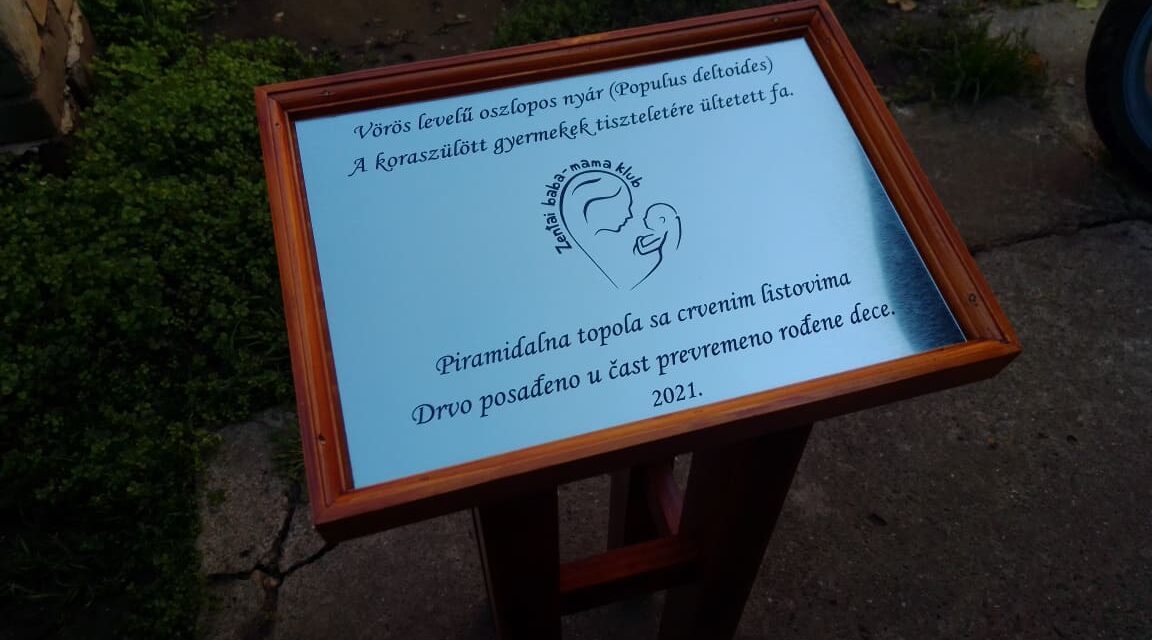 Vörös levelű oszlopos nyár (Populus deltoides)
A koraszülött gyermekek tiszteletére ültetett fa.
Zentai baba-mama klub
Piramidalna topola sa crvenim listovima
Drvo posađeno u čast prevremeno rođene dece.
2021.